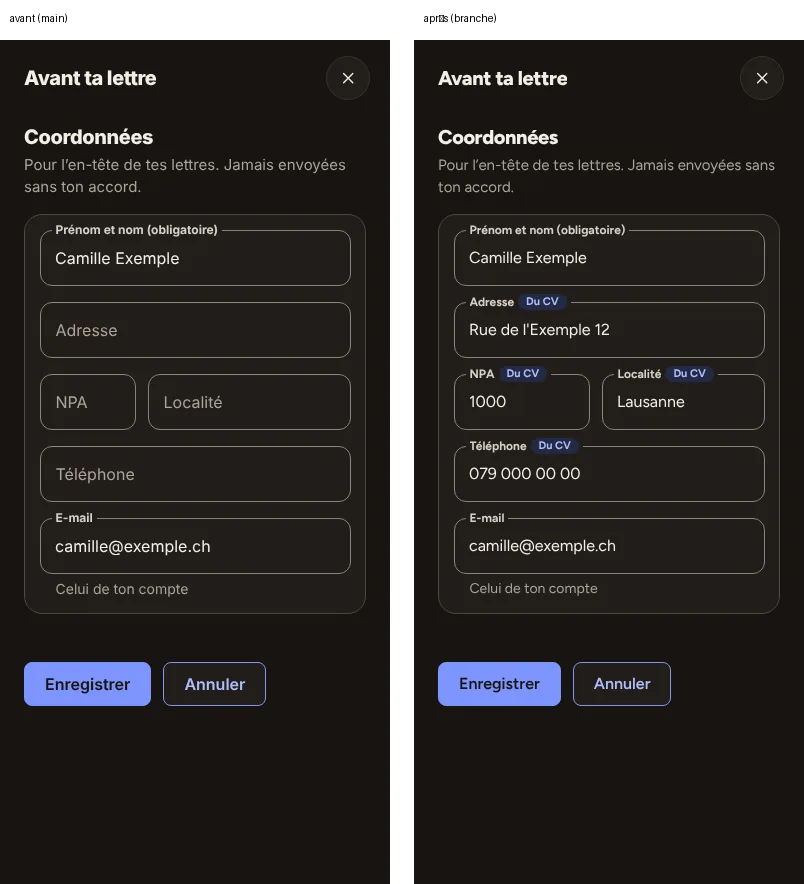 avant (main)
Avant ta lettre
Coordonnées
Pour l'en-tête de tes lettres. Jamais envoyées
sans ton accord.
Prénom et nom (obligatoire)
Camille Exemple
Adresse
NPA
Localité
Téléphone
E-mail
camille@exemple.ch
Celui de ton compte
Enregistrer
Annuler
(branche)
Avant ta lettre
Coordonnées
Pour l'en-tête de tes lettres. Jamais envoyées sans
ton accord.
Prénom et nom (obligatoire)
Camille Exemple
Adresse Du CV
Rue de l'Exemple 12
NPA Du CV
1000
Localité Du CV
Lausanne
Téléphone Du CV
079 000 00 00
E-mail
camille@exemple.ch
Celui de ton compte
Enregistrer
Annuler